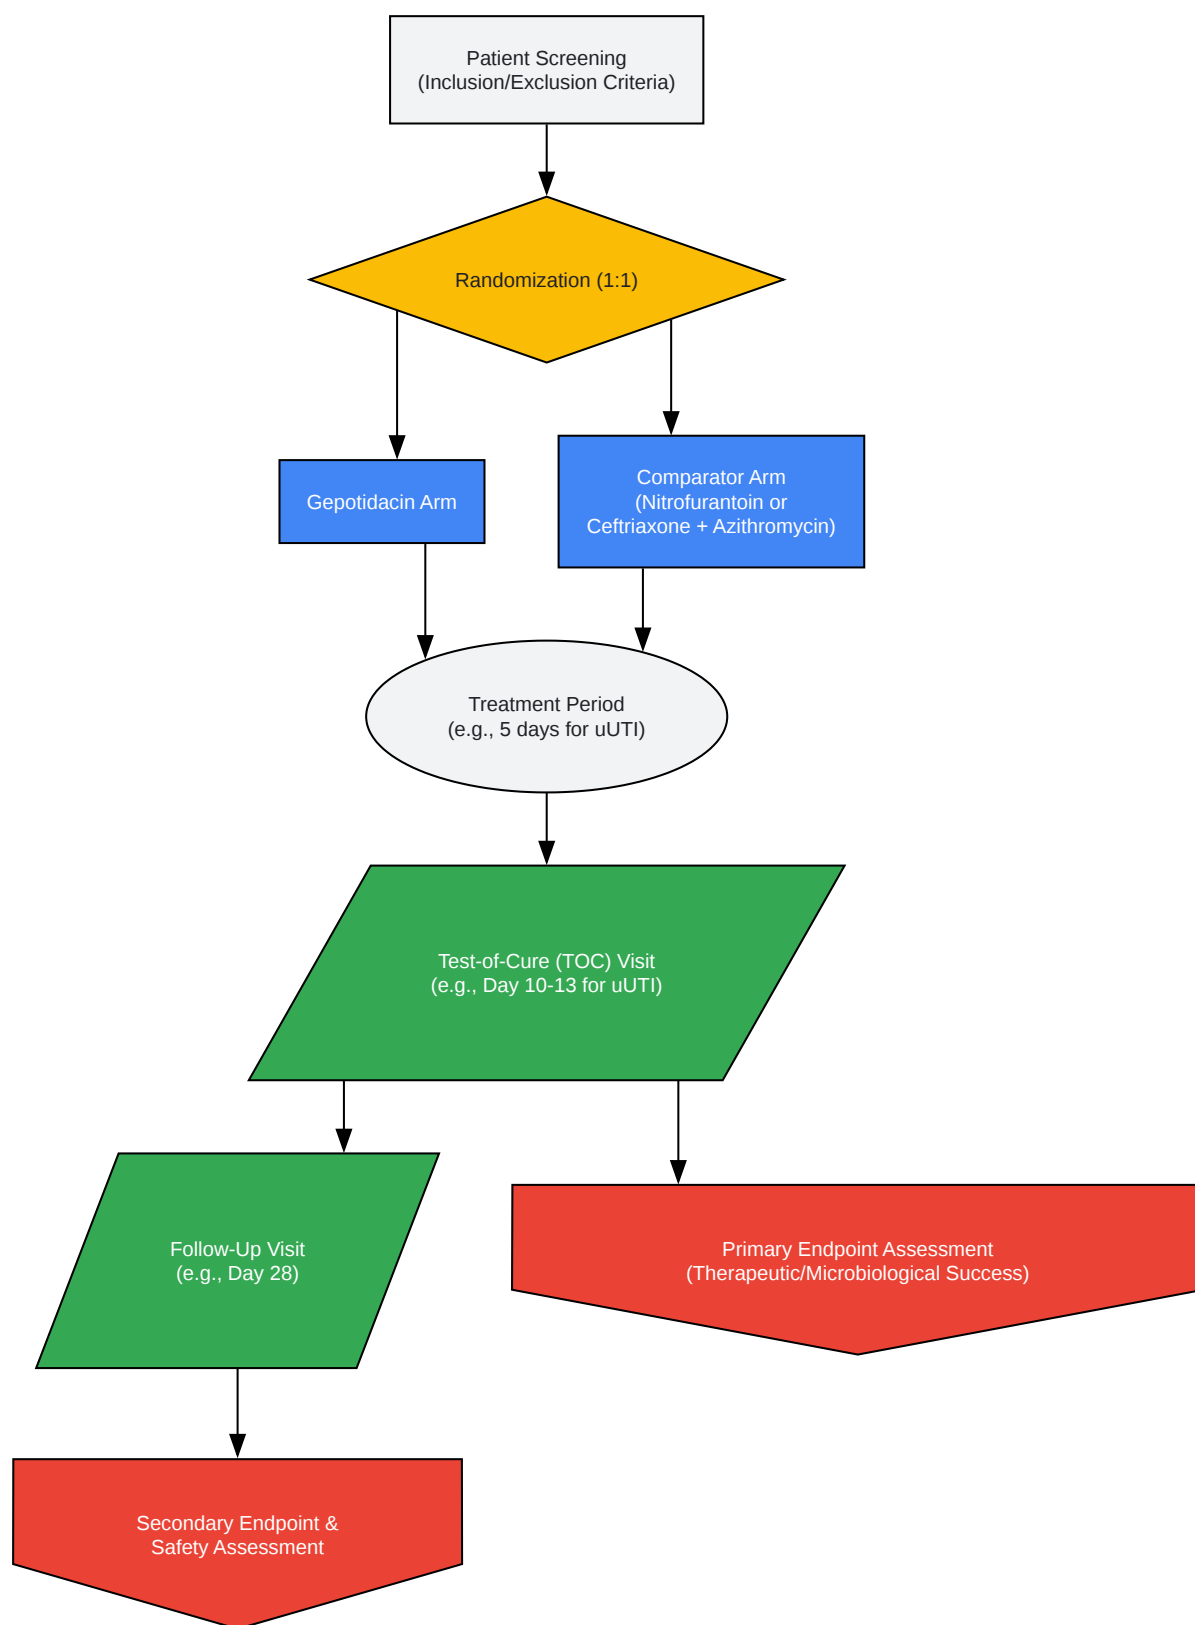 Patient Screening
(Inclusion/Exclusion Criteria)
Randomization (1:1)
Gepotidacin Arm
Comparator Arm
(Nitrofurantoin or
Ceftriaxone + Azithromycin)
Treatment Period
(e.g., 5 days for uUTI)
Test-of-Cure (TOC) Visit
(e.g., Day 10-13 for uUTI)
Follow-Up Visit
(e.g., Day 28)
Primary Endpoint Assessment
(Therapeutic/Microbiological Success)
Secondary Endpoint &
Safety Assessment